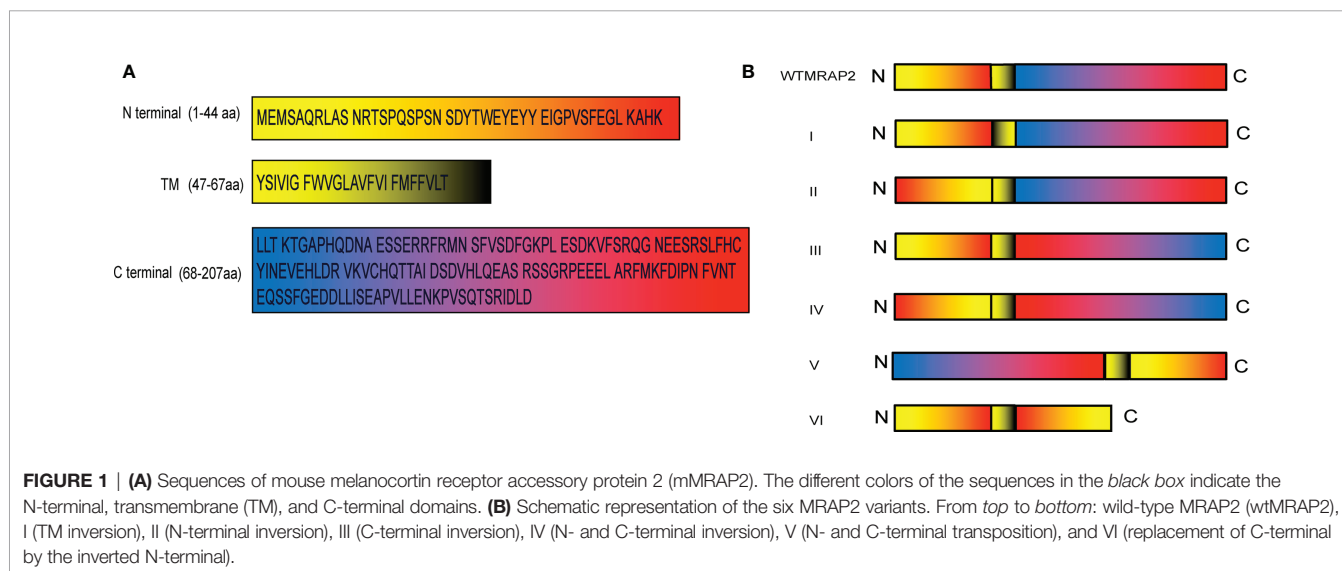 A
N terminal (1-44 aa)
MEMSAQRLAS NRTSPQSPSN SDYTWEYEYY EIGPVSFEGL KAHK
TM (47-67aa)
YSIVIG FWVGLAVFVI FMFFVLT
C terminal (68-207aa)
LLT KTGAPHQDNA ESSERRFRMN SFVSDFGKPL ESDKVFSRQG NEESRSLFHC
YINEVEHLDR VKVCHQTTAI DSDVHLQEAS RSSGRPEEEL ARFMKFDIPN FVNT
EQSSFGEDDLLISEAPVLLENKPVSQTSRIDLD
B
WTMRAP2 N C
I N C
II N C
III N C
IV N C
V N C
VI N C
FIGURE 1 | (A) Sequences of mouse melanocortin receptor accessory protein 2 (mMRAP2). The different colors of the sequences in the black box indicate the
N-terminal, transmembrane (TM), and C-terminal domains. (B) Schematic representation of the six MRAP2 variants. From top to bottom: wild-type MRAP2 (wtMRAP2),
I (TM inversion), II (N-terminal inversion), III (C-terminal inversion), IV (N- and C-terminal inversion), V (N- and C-terminal transposition), and VI (replacement of C-terminal
by the inverted N-terminal).